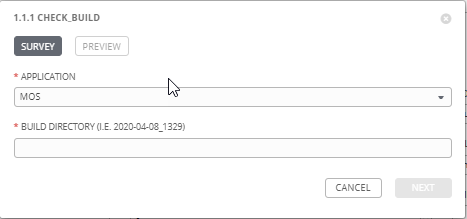 1.1.1 CHECK_BUILD
SURVEY PREVIEW
* APPLICATION
MOS
* BUILD DIRECTORY (I.E. 2020-04-08_1329)
CANCEL NEXT